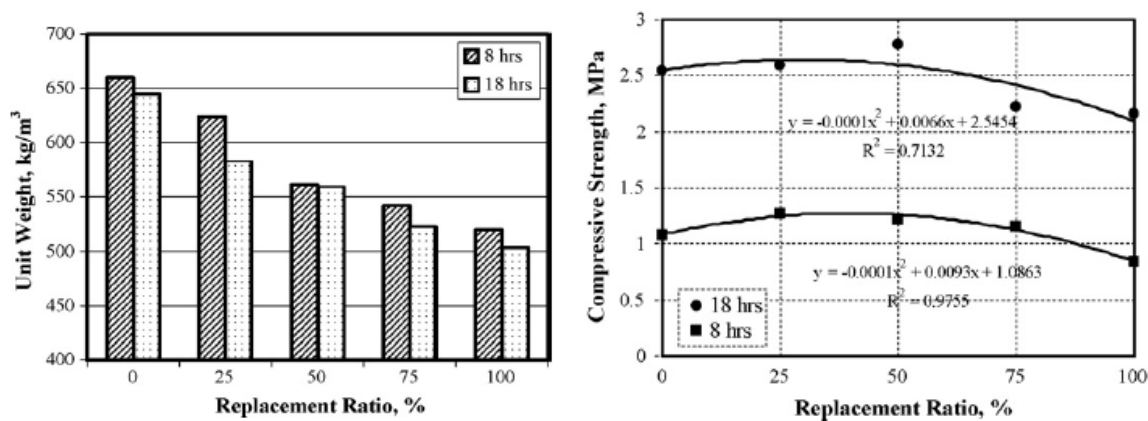 700
650
600
550
500
450
400
Unit Weight, kg/m³
8 hrs
18 hrs
0 25 50 75 100
Replacement Ratio, %
3
2.5
2
1.5
1
0.5
0
Compressive Strength, MPa
y = -0.0001x² + 0.0066x + 2.5454
R² = 0.7132
y = -0.0001x² + 0.0093x + 1.0863
R² = 0.9755
18 hrs
8 hrs
0 25 50 75 100
Replacement Ratio, %